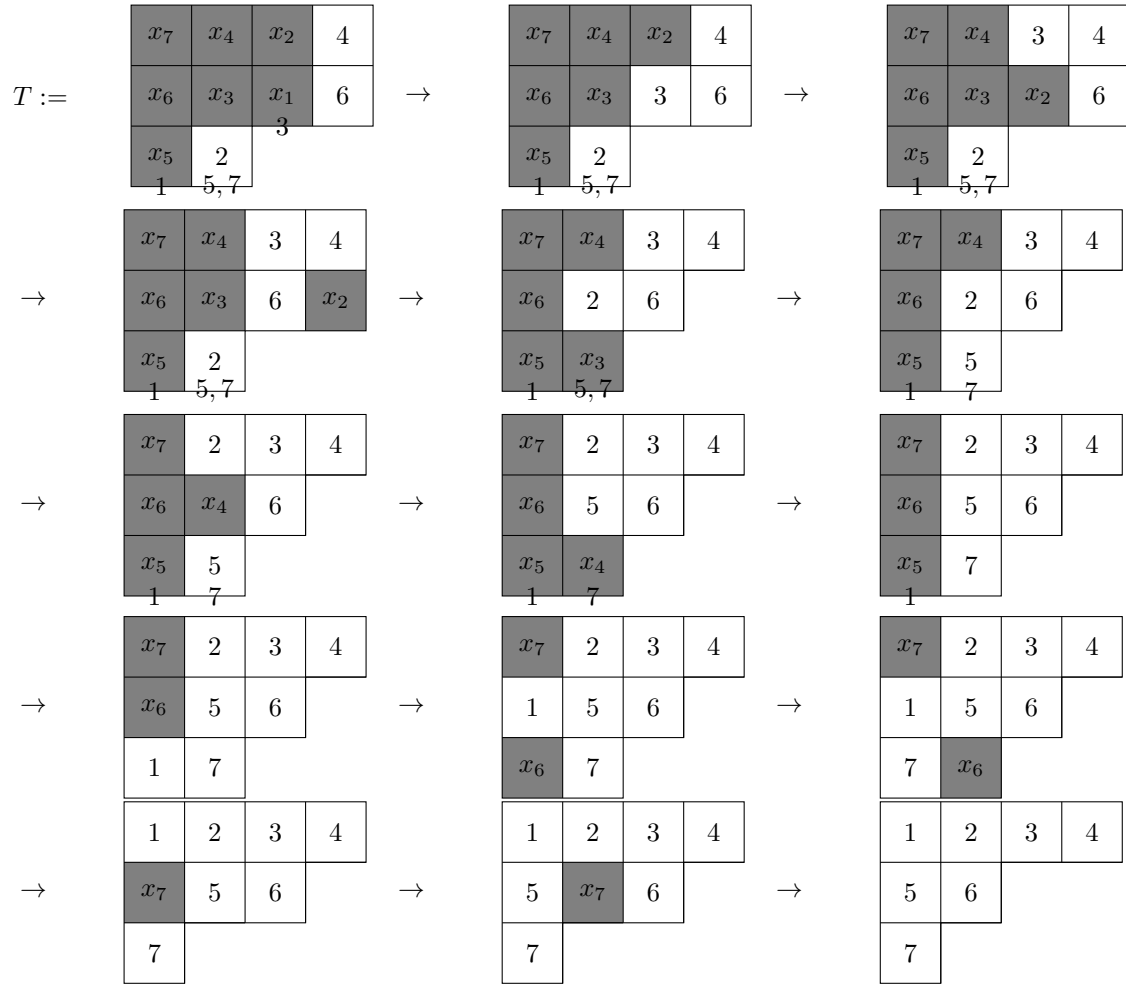 x₇ x₄ x₂ 4 x₇ x₄ x₂ 4 x₇ x₄ 3 4
T := x₆ x₃ x₁ 6 → x₆ x₃ 3 6 → x₆ x₃ x₂ 6
3
x₅ 2 x₅ 2 x₅ 2
1 5, 7 1 5, 7 1 5, 7
x₇ x₄ 3 4 x₇ x₄ 3 4 x₇ x₄ 3 4
→ x₆ x₃ 6 x₂ → x₆ 2 6 → x₆ 2 6
x₅ 2 x₅ x₃ x₅ 5
1 5, 7 1 5, 7 1 7
x₇ 2 3 4 x₇ 2 3 4 x₇ 2 3 4
→ x₆ x₄ 6 → x₆ 5 6 → x₆ 5 6
x₅ 5 x₅ x₄ x₅ 7
1 7 1 7 1
x₇ 2 3 4 x₇ 2 3 4 x₇ 2 3 4
→ x₆ 5 6 → 1 5 6 → 1 5 6
1 7 x₆ 7 7 x₆
1 2 3 4 1 2 3 4 1 2 3 4
→ x₇ 5 6 → 5 x₇ 6 → 5 6
7 7 7